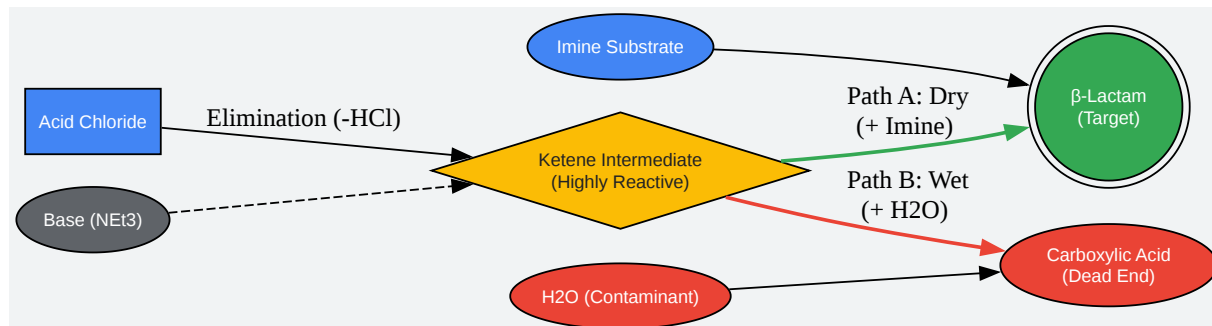 Imine Substrate
Acid Chloride
Elimination (-HCl)
Path A: Dry
(+ Imine)
β-Lactam
(Target)
Ketene Intermediate
(Highly Reactive)
Base (NEt3)
Path B: Wet
(+ H2O)
Carboxylic Acid
(Dead End)
H2O (Contaminant)